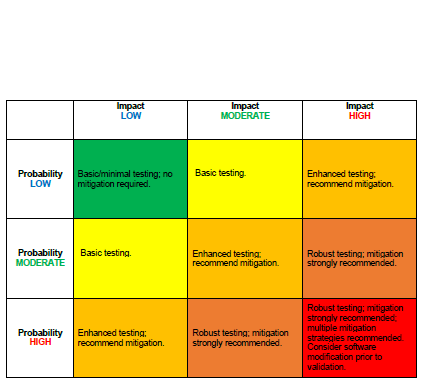 Impact
LOW
Impact
MODERATE
Impact
HIGH
Probability
LOW
Basic/minimal testing; no
mitigation required.
Basic testing.
Enhanced testing;
recommend mitigation.
Probability
MODERATE
Basic testing.
Enhanced testing;
recommend mitigation.
Robust testing; mitigation
strongly recommended.
Probability
HIGH
Enhanced testing;
recommend mitigation.
Robust testing; mitigation
strongly recommended.
Robust testing; mitigation
strongly recommended;
multiple mitigation
strategies recommended.
Consider software
modification prior to
validation.